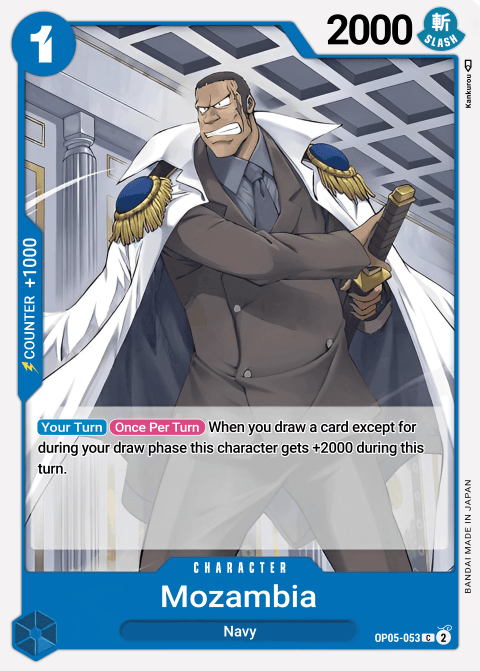 1
2000
斬
SLASH
Kankurou
COUNTER +1000
Your Turn Once Per Turn When you draw a card except for
during your draw phase this character gets +2000 during this
turn.
BANDAI MADE IN JAPAN
CHARACTER
Mozambia
Navy
OP05-053 C 2